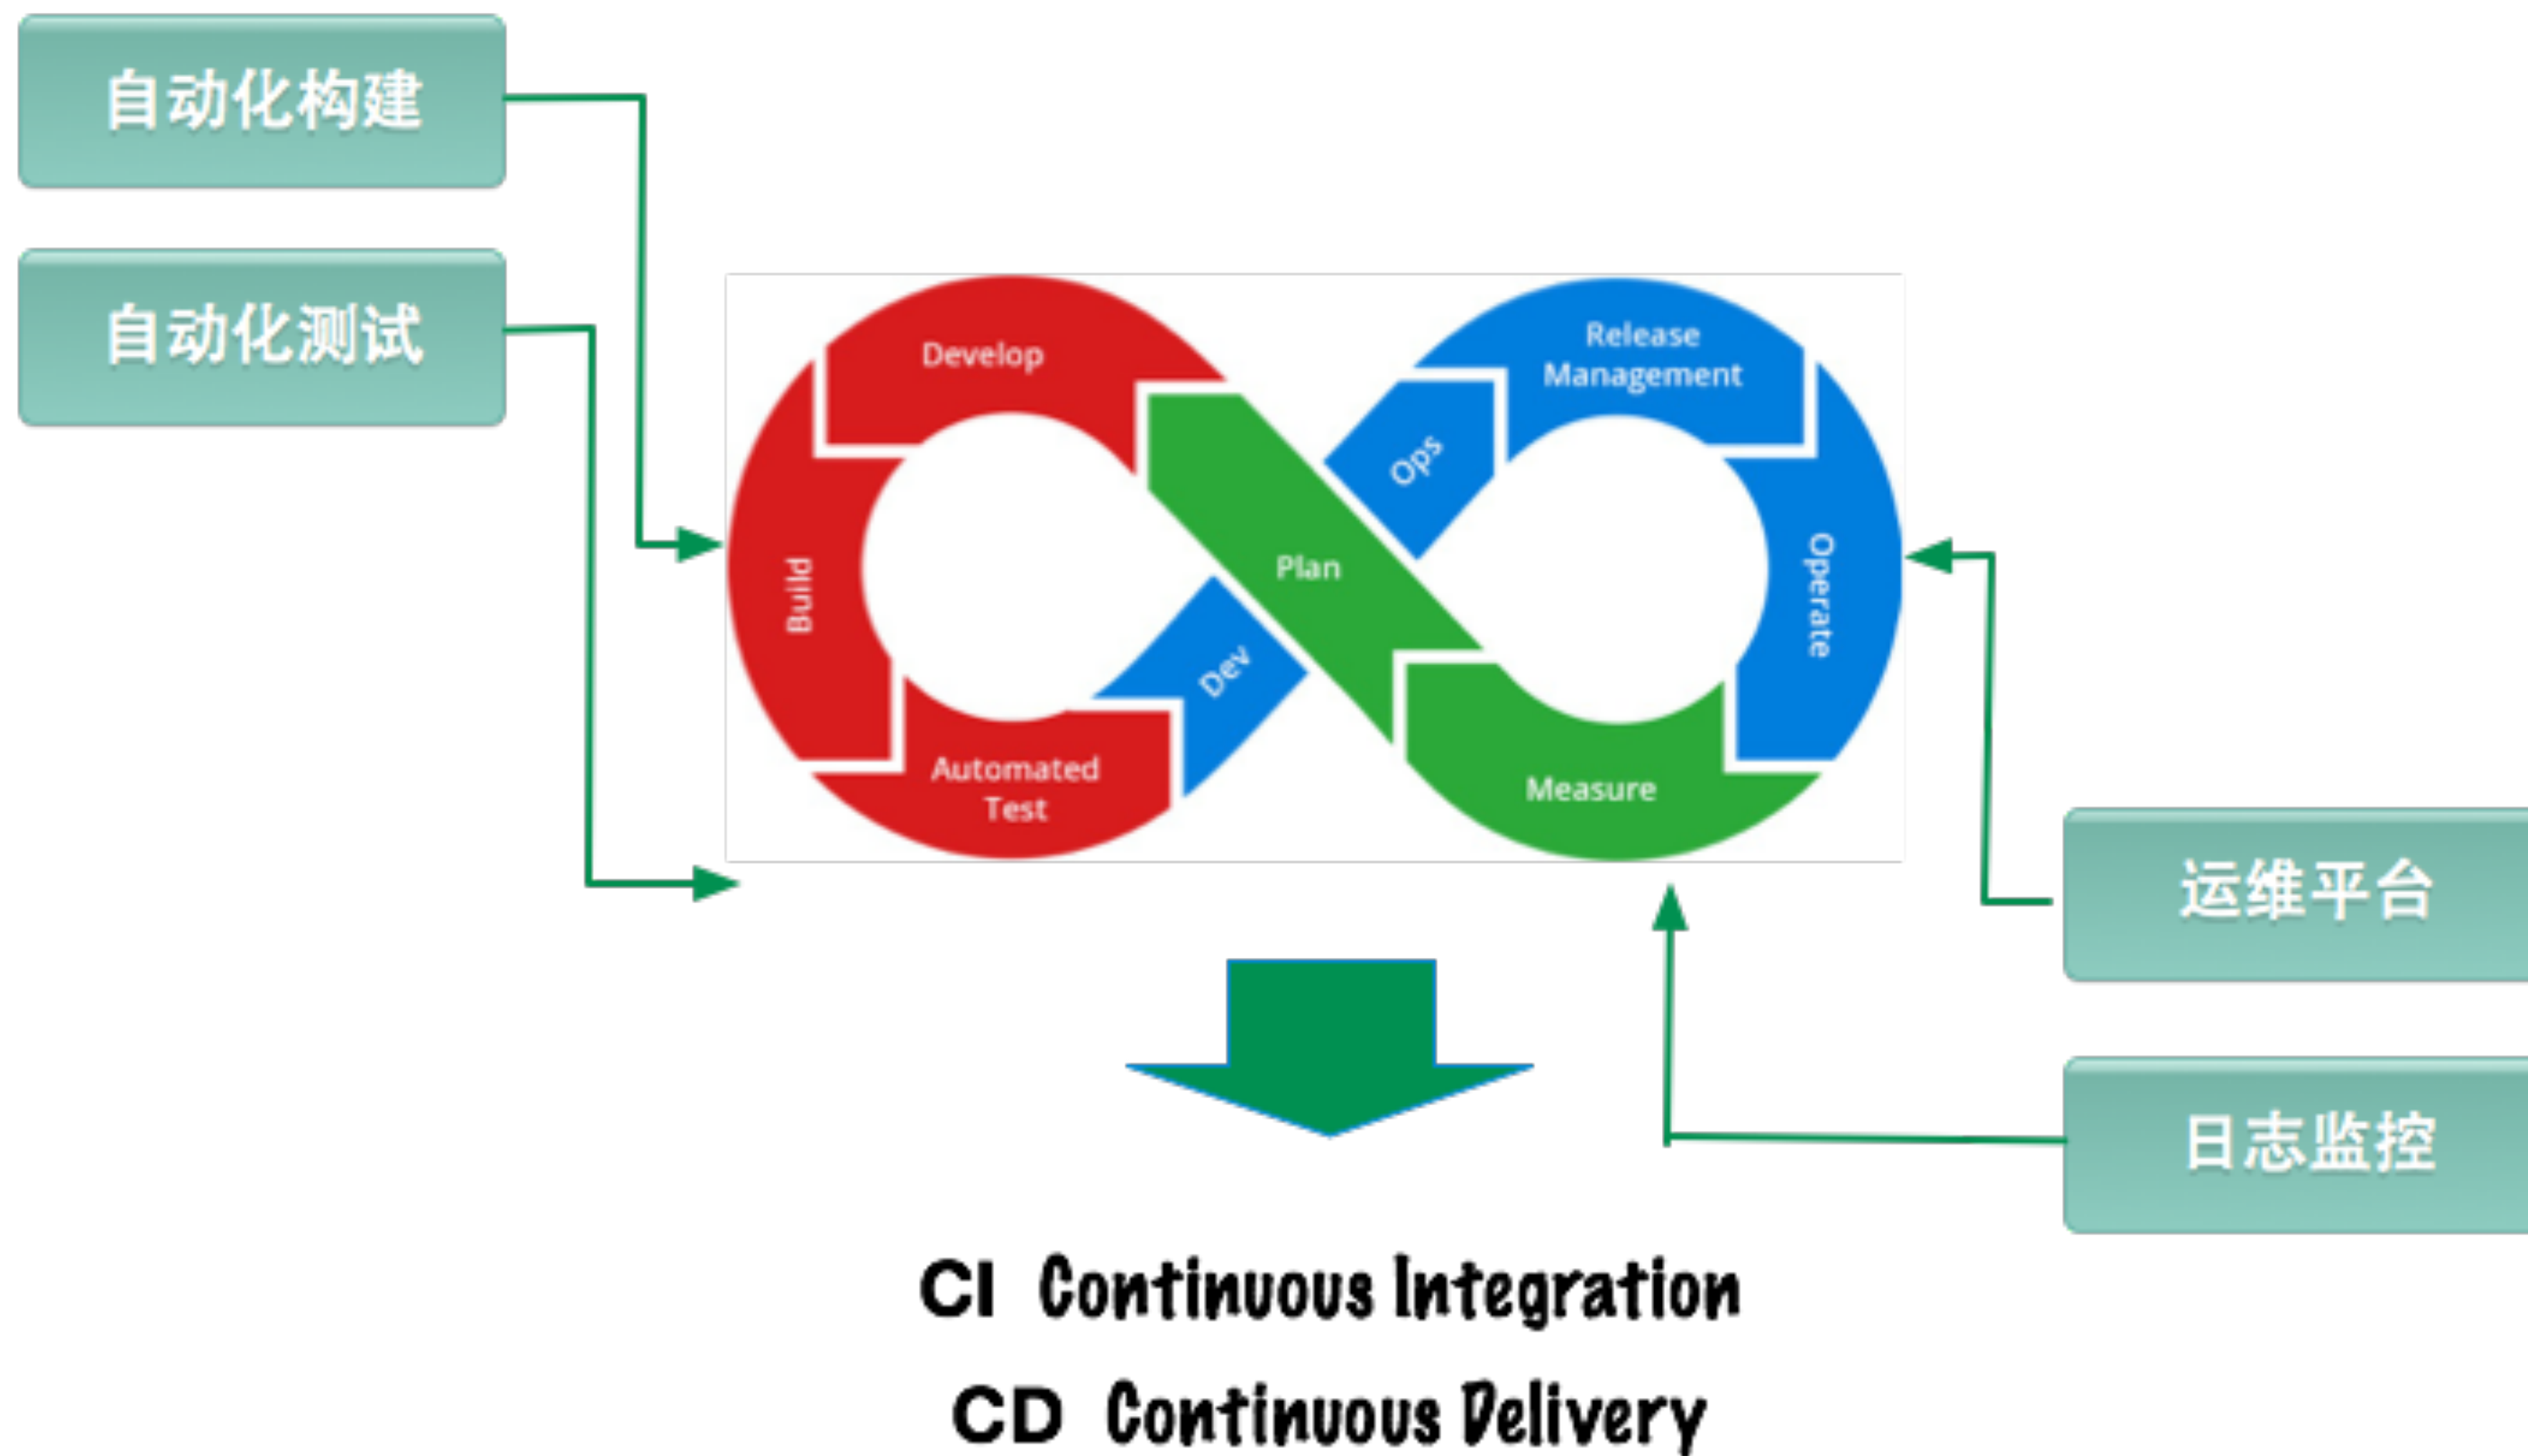 自动化构建
自动化测试
Develop
Build
Automated
Test
Dev
Plan
Ops
Release
Management
Operate
Measure
运维平台
日志监控
CI Continuous Integration
CD Continuous Delivery